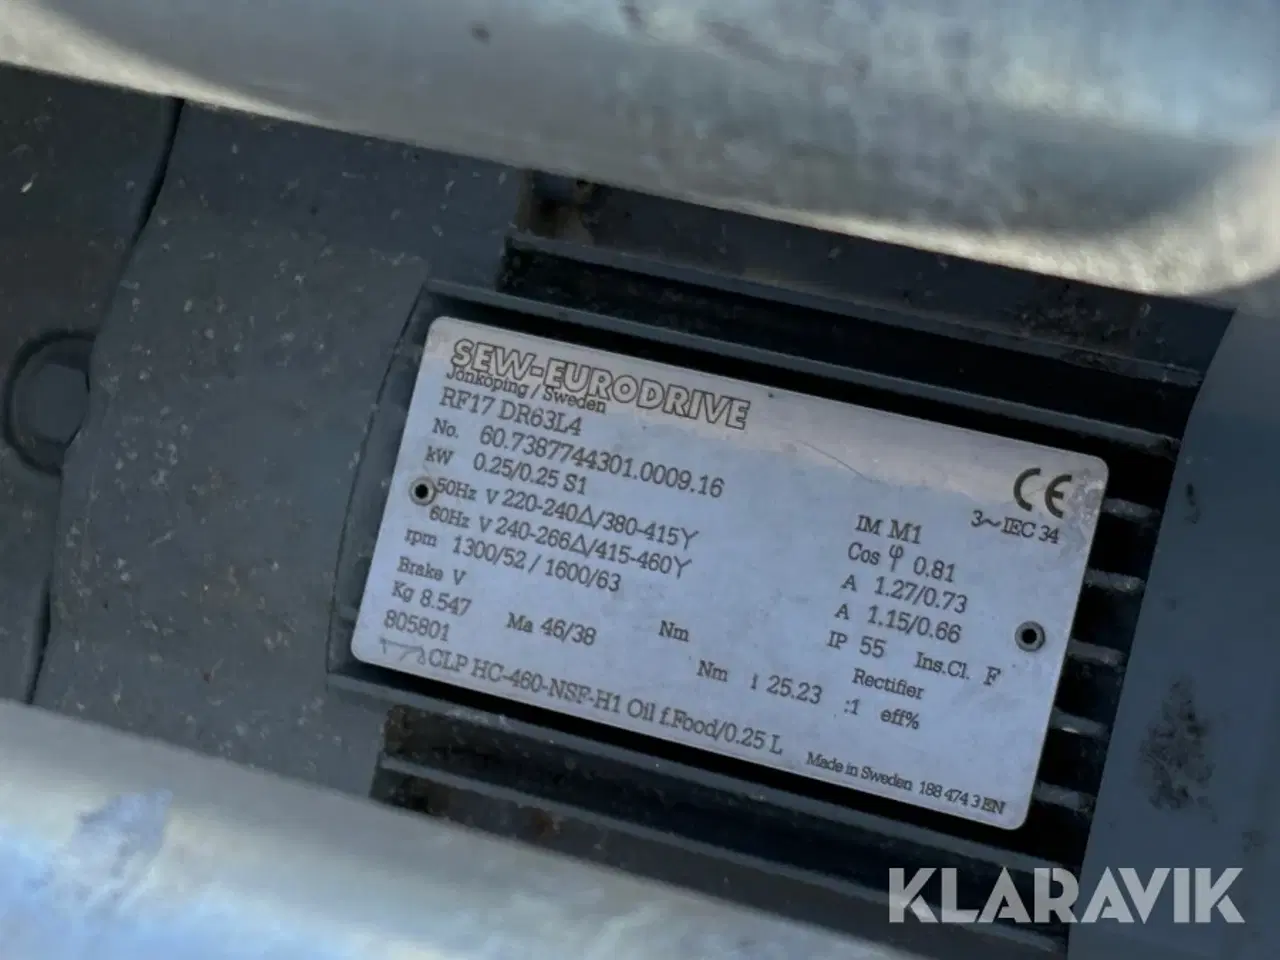 SEW-EURODRIVE
Jönköping / Sweden
RF17 DR63L4
No. 60.7387744301.0009.16
kW 0.25/0.25 S1
50Hz V 220-240Δ/380-415Y
60Hz V 240-266Δ/415-460Y
rpm 1300/52 / 1600/63
Brake V
Kg 8.547 Ma 46/38 Nm
805801 Nm i 25.23 :1 eff%
CLP HC-460-NSF-H1 Oil f.Food/0.25 L
CE
3~IEC 34
IM M1
Cos φ 0.81
A 1.27/0.73
A 1.15/0.66
IP 55 Ins.Cl. F
Rectifier
Made in Sweden 188 474 3 EN
KLARAVIK